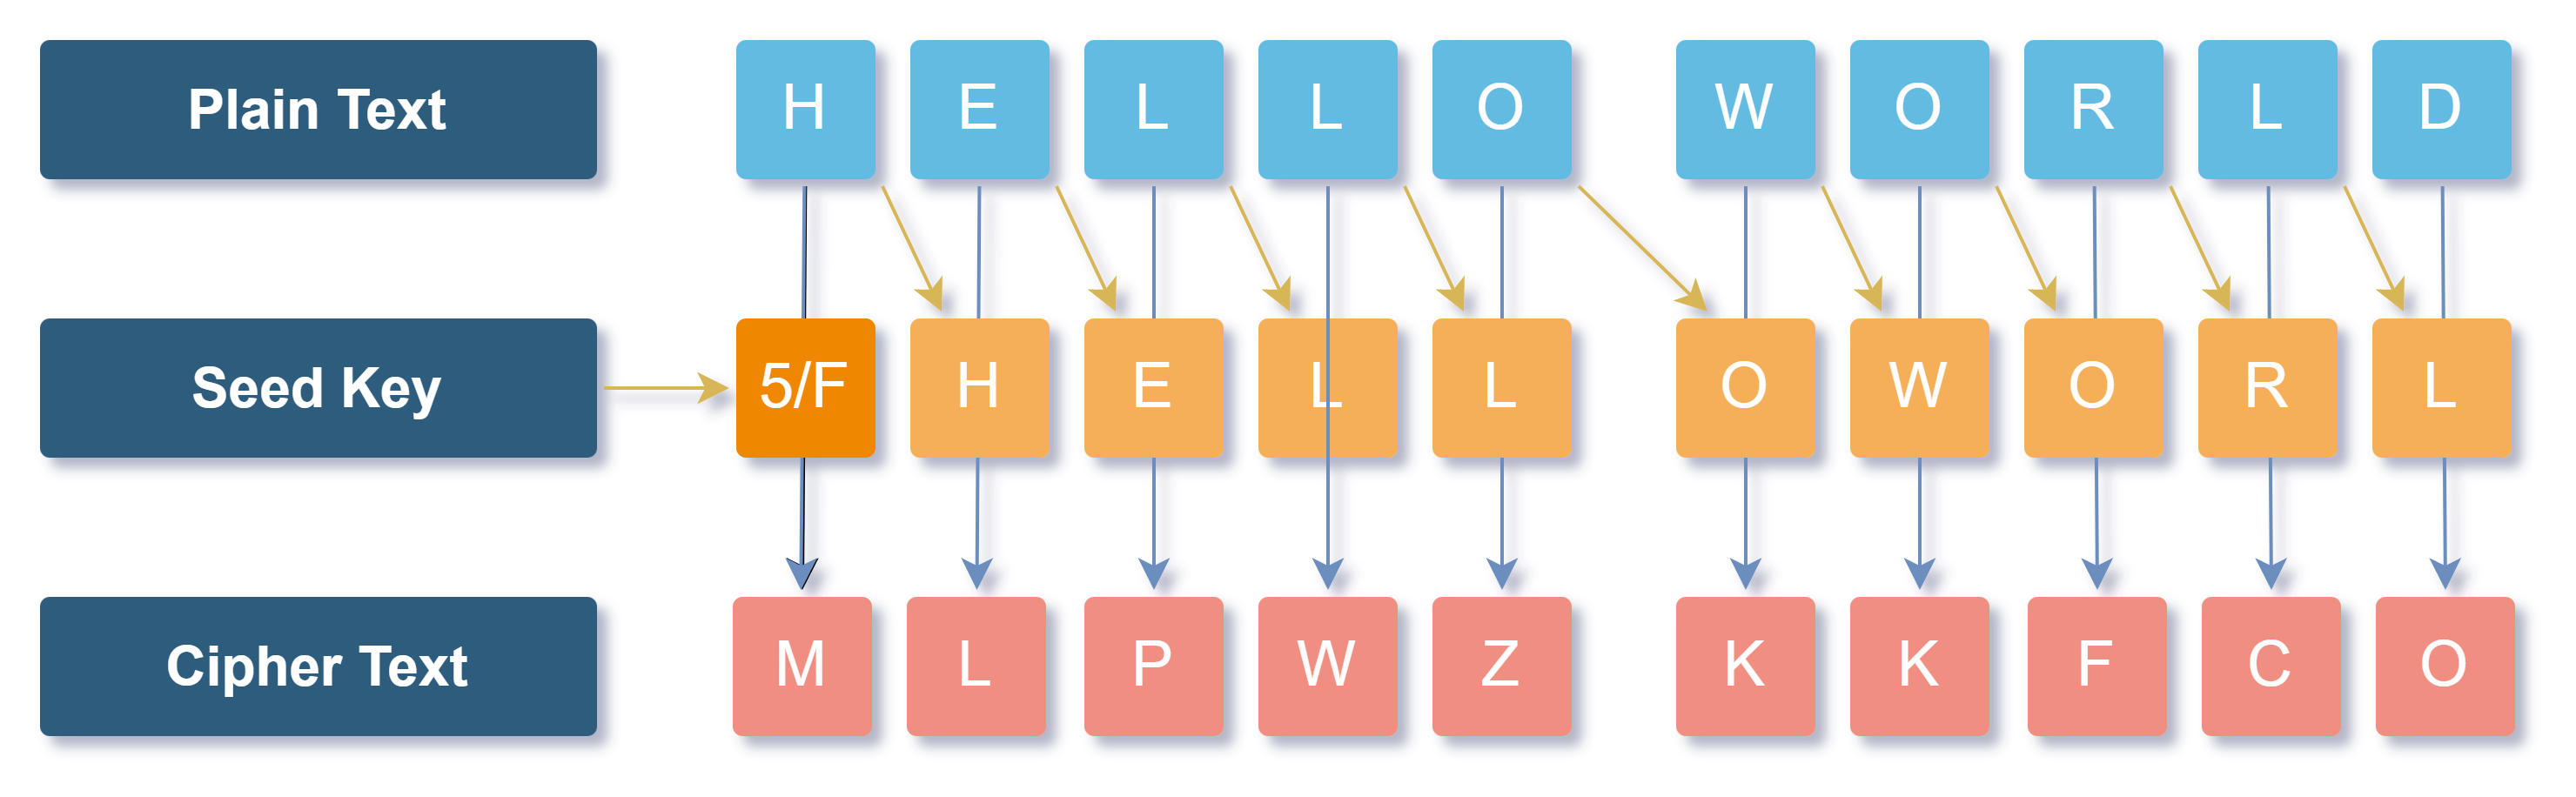 Plain Text H E L L O W O R L D
Seed Key 5/F H E L L O W O R L
Cipher Text M L P W Z K K F C O